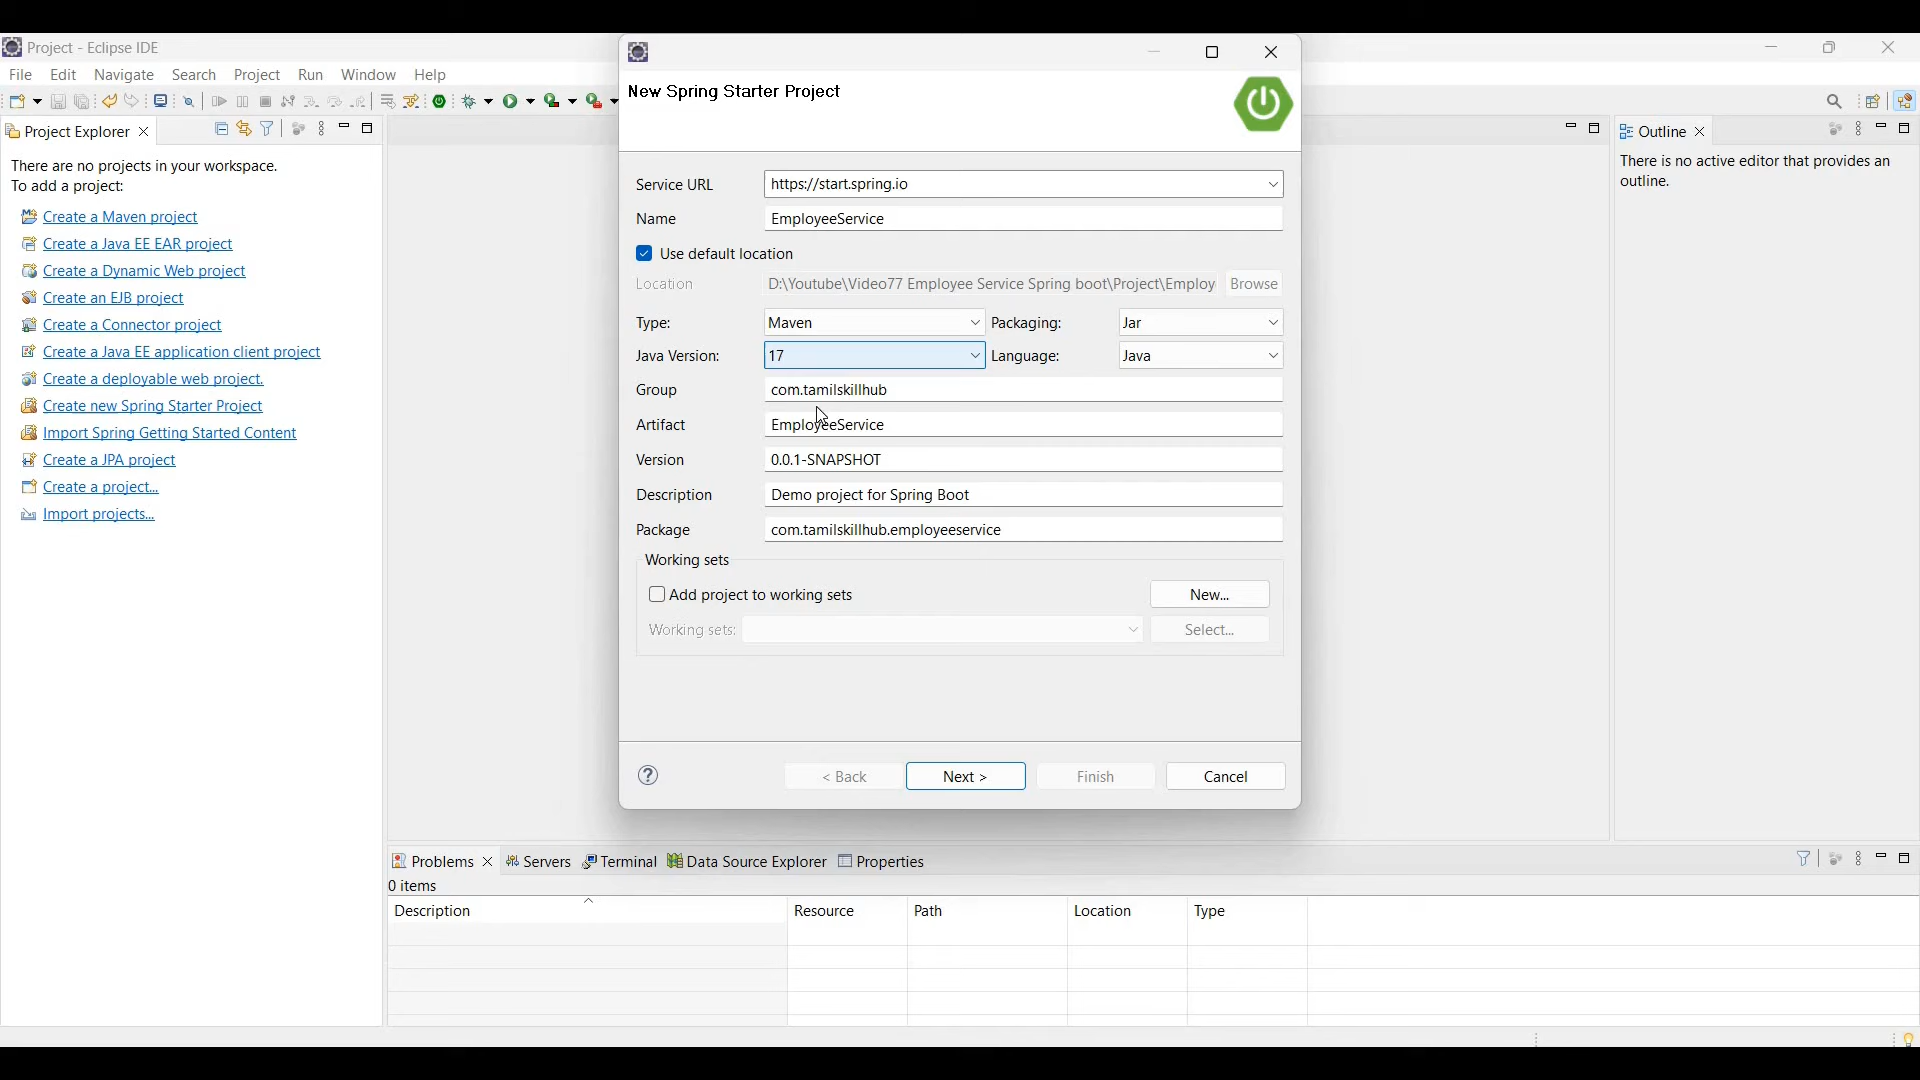 Project - Eclipse IDE
File Edit Navigate Search Project Run Window Help
Project Explorer
There are no projects in your workspace.
To add a project:
Create a Maven project
Create a Java EE EAR project
Create a Dynamic Web project
Create an EJB project
Create a Connector project
Create a Java EE application client project
Create a deployable web project.
Create new Spring Starter Project
Import Spring Getting Started Content
Create a JPA project
Create a project...
Import projects...
New Spring Starter Project
Service URL https://start.spring.io
Name EmployeeService
Use default location
Location D:\Youtube\Video77 Employee Service Spring boot\Project\Employ Browse
Type: Maven Packaging: Jar
Java Version: 17 Language: Java
Group com.tamilskillhub
Artifact EmployeeService
Version 0.0.1-SNAPSHOT
Description Demo project for Spring Boot
Package com.tamilskillhub.employeeservice
Working sets
Add project to working sets New...
Working sets: Select...
? < Back Next > Finish Cancel
Outline
There is no active editor that provides an
outline.
Problems Servers Terminal Data Source Explorer Properties
0 items
Description Resource Path Location Type